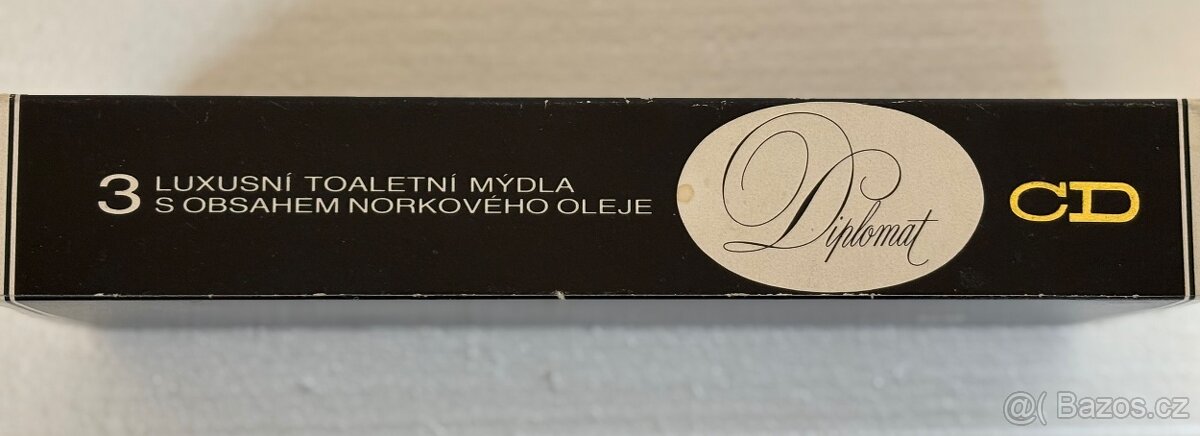 3 LUXUSNÍ TOALETNÍ MÝDLA
S OBSAHEM NORKOVÉHO OLEJE
Diplomat
CD
@( Bazos.cz